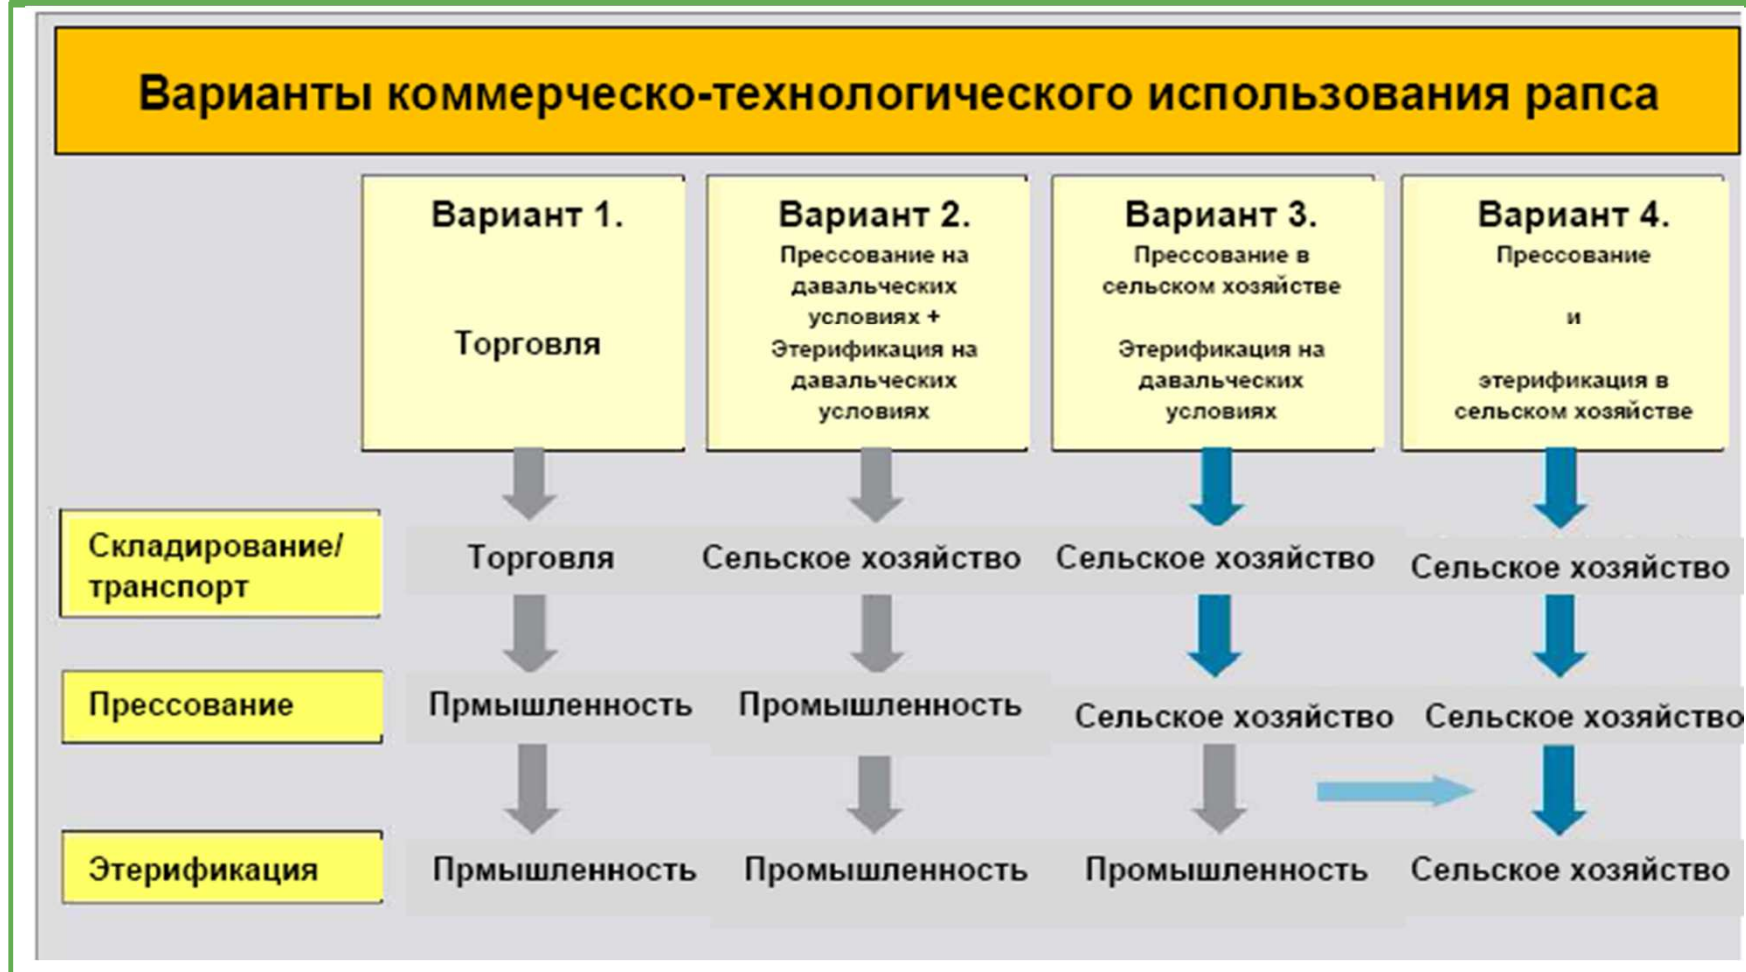 Варианты коммерческо-технологического использования рапса
Вариант 1.
Торговля
Вариант 2.
Прессование на
давальческих
условиях +
Этерификация на
давальческих
условиях
Вариант 3.
Прессование в
сельском хозяйстве
Этерификация на
давальческих
условиях
Вариант 4.
Прессование
и
этерификация в
сельском хозяйстве
Складирование/
транспорт
Торговля
Сельское хозяйство
Сельское хозяйство
Сельское хозяйство
Прессование
Прмышленность
Промышленность
Сельское хозяйство
Сельское хозяйство
Этерификация
Прмышленность
Промышленность
Промышленность
Сельское хозяйство